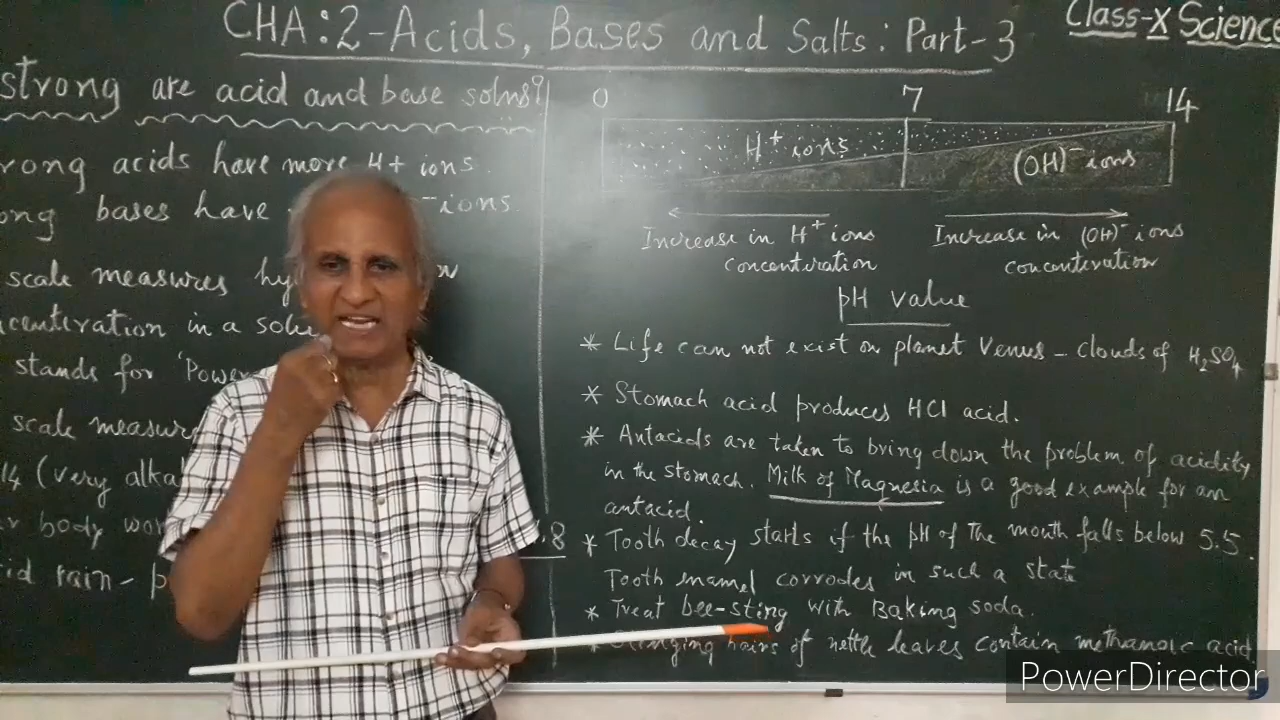 CHA:2-Acids, Bases and Salts: Part-3
Class-X Science
strong are acid and base solns?
rong acids have more H+ ions.
ong bases have -ions.
scale measures hy
centration in a solu
stands for 'Power
scale measur
14 (very alka
r body wor .8
id rain- p
0 7 14
H+ ions
(OH)- ions
Increase in H+ ions
concentration
Increase in (OH)- ions
concentration
pH value
* Life can not exist on planet Venus - clouds of H2SO4
* Stomach acid produces HCl acid.
* Antacids are taken to bring down the problem of acidity
in the stomach. Milk of Magnesia is a good example for an
antacid.
* Tooth decay starts if the pH of The mouth falls below 5.5.
Tooth enamel corrodes in such a state
* Treat bee-sting with Baking soda.
* Stinging hairs of nettle leaves contain methanoic acid.
PowerDirector